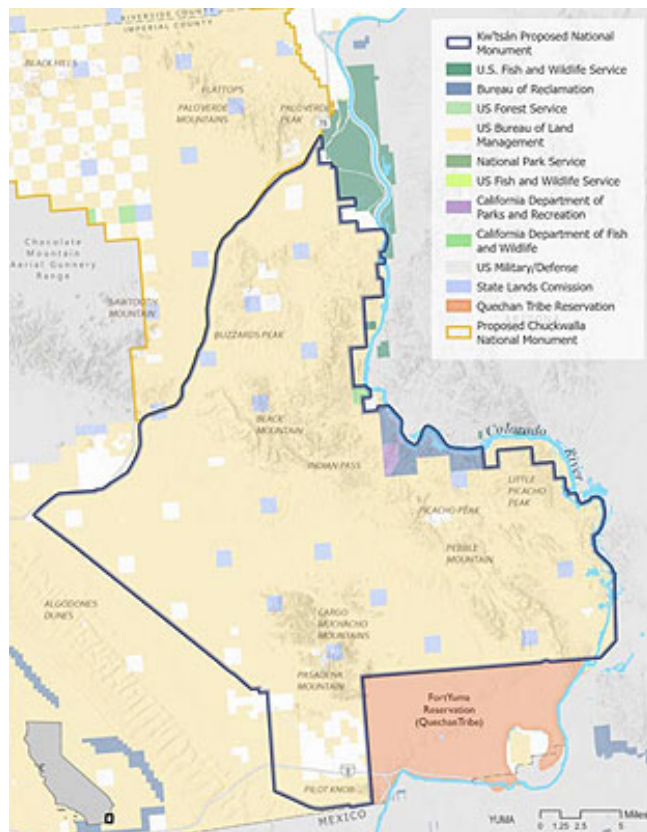 RIVERSIDE COUNTY
IMPERIAL COUNTY
BLACK HILLS
FLATTOPS
PALO VERDE
MOUNTAINS
PALO VERDE
PEAK
78
Chocolate
Mountain
Aerial Gunnery
Range
SAWTOOTH
MOUNTAIN
BUZZARDS PEAK
BLACK
MOUNTAIN
INDIAN PASS
Colorado
River
LITTLE
PICACHO
PEAK
PICACHO PEAK
PEBBLE
MOUNTAIN
ALGODONES
DUNES
CARGO
MUCHACHO
MOUNTAINS
PASADENA
MOUNTAIN
Fort Yuma
Reservation
(Quechan Tribe)
8
PILOT KNOB
MEXICO
YUMA
Miles
0 1.25 2.5 5
Kw'tsán Proposed National
Monument
U.S. Fish and Wildlife Service
Bureau of Reclamation
US Forest Service
US Bureau of Land
Management
National Park Service
US Fish and Wildlife Service
California Department of
Parks and Recreation
California Department of Fish
and Wildlife
US Military/Defense
State Lands Comission
Quechan Tribe Reservation
Proposed Chuckwalla
National Monument